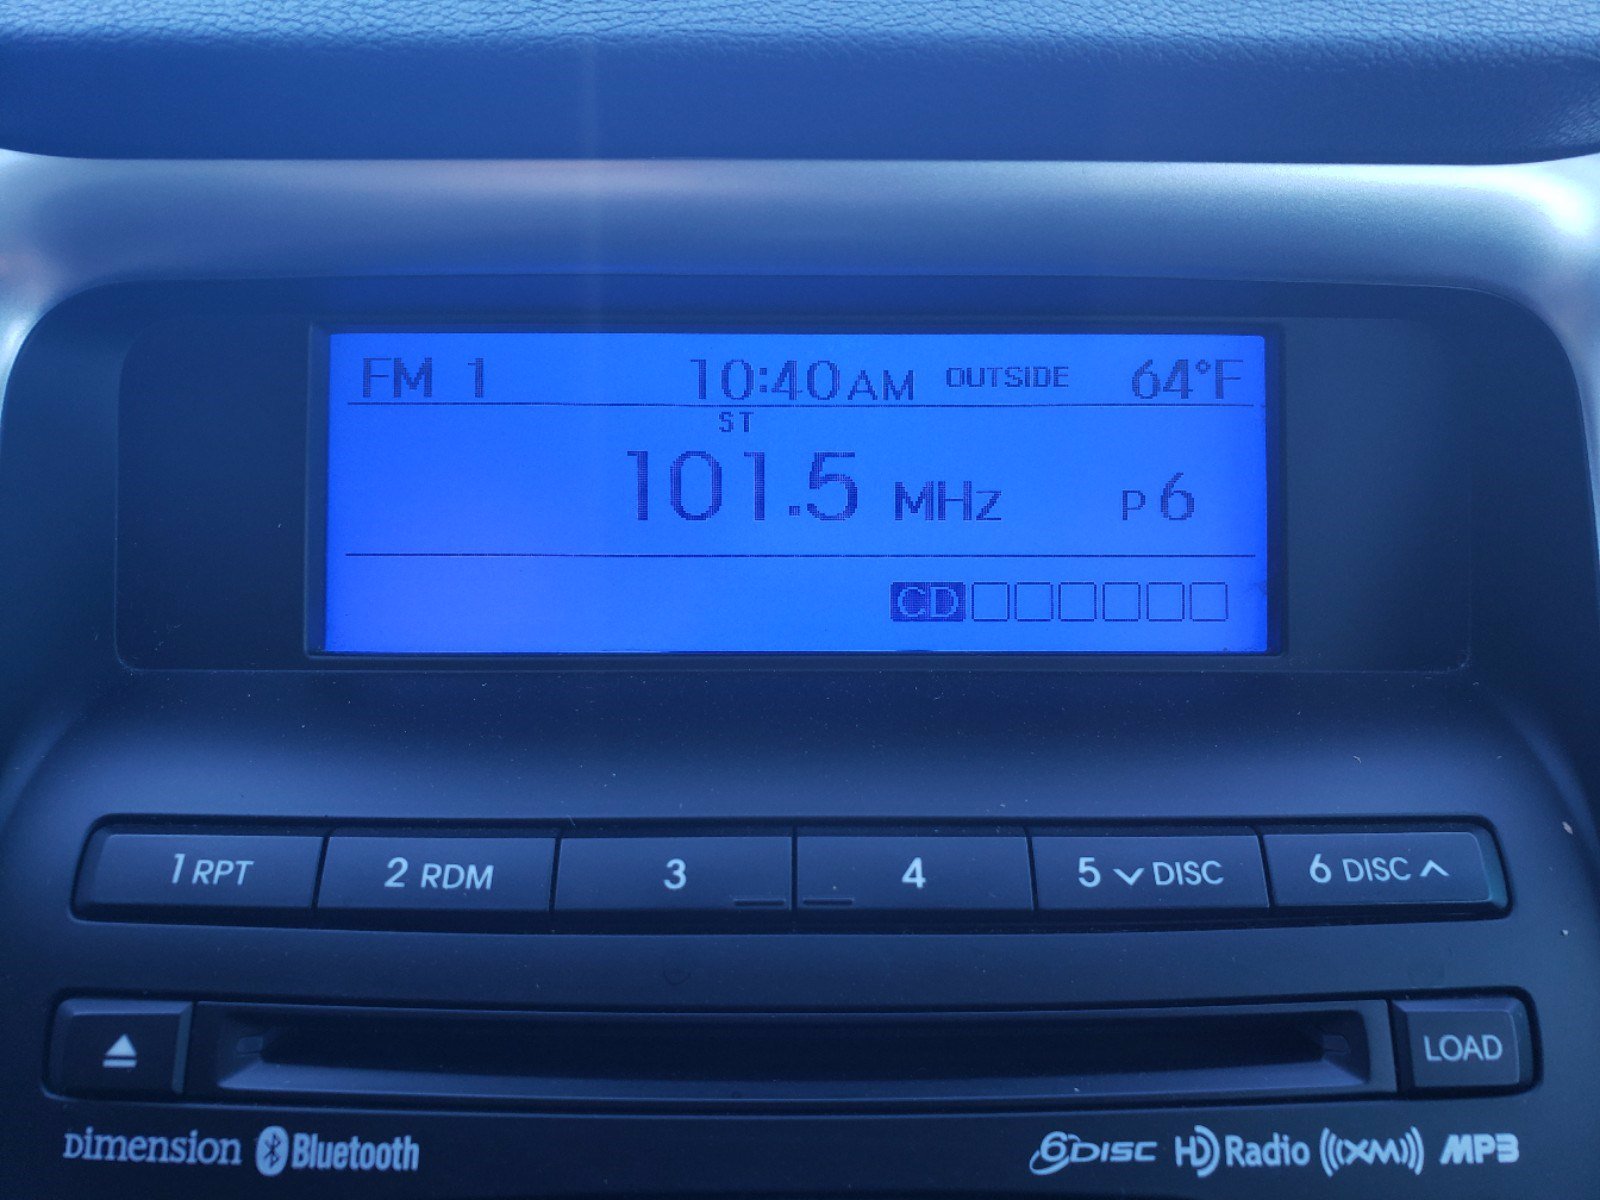 FM 1 10:40AM OUTSIDE 64°F
ST
101.5 MHz P6
CD
1 RPT 2 RDM 3 4 5 DISC 6 DISC
LOAD
Dimension Bluetooth 6DISC HD Radio XM MP3